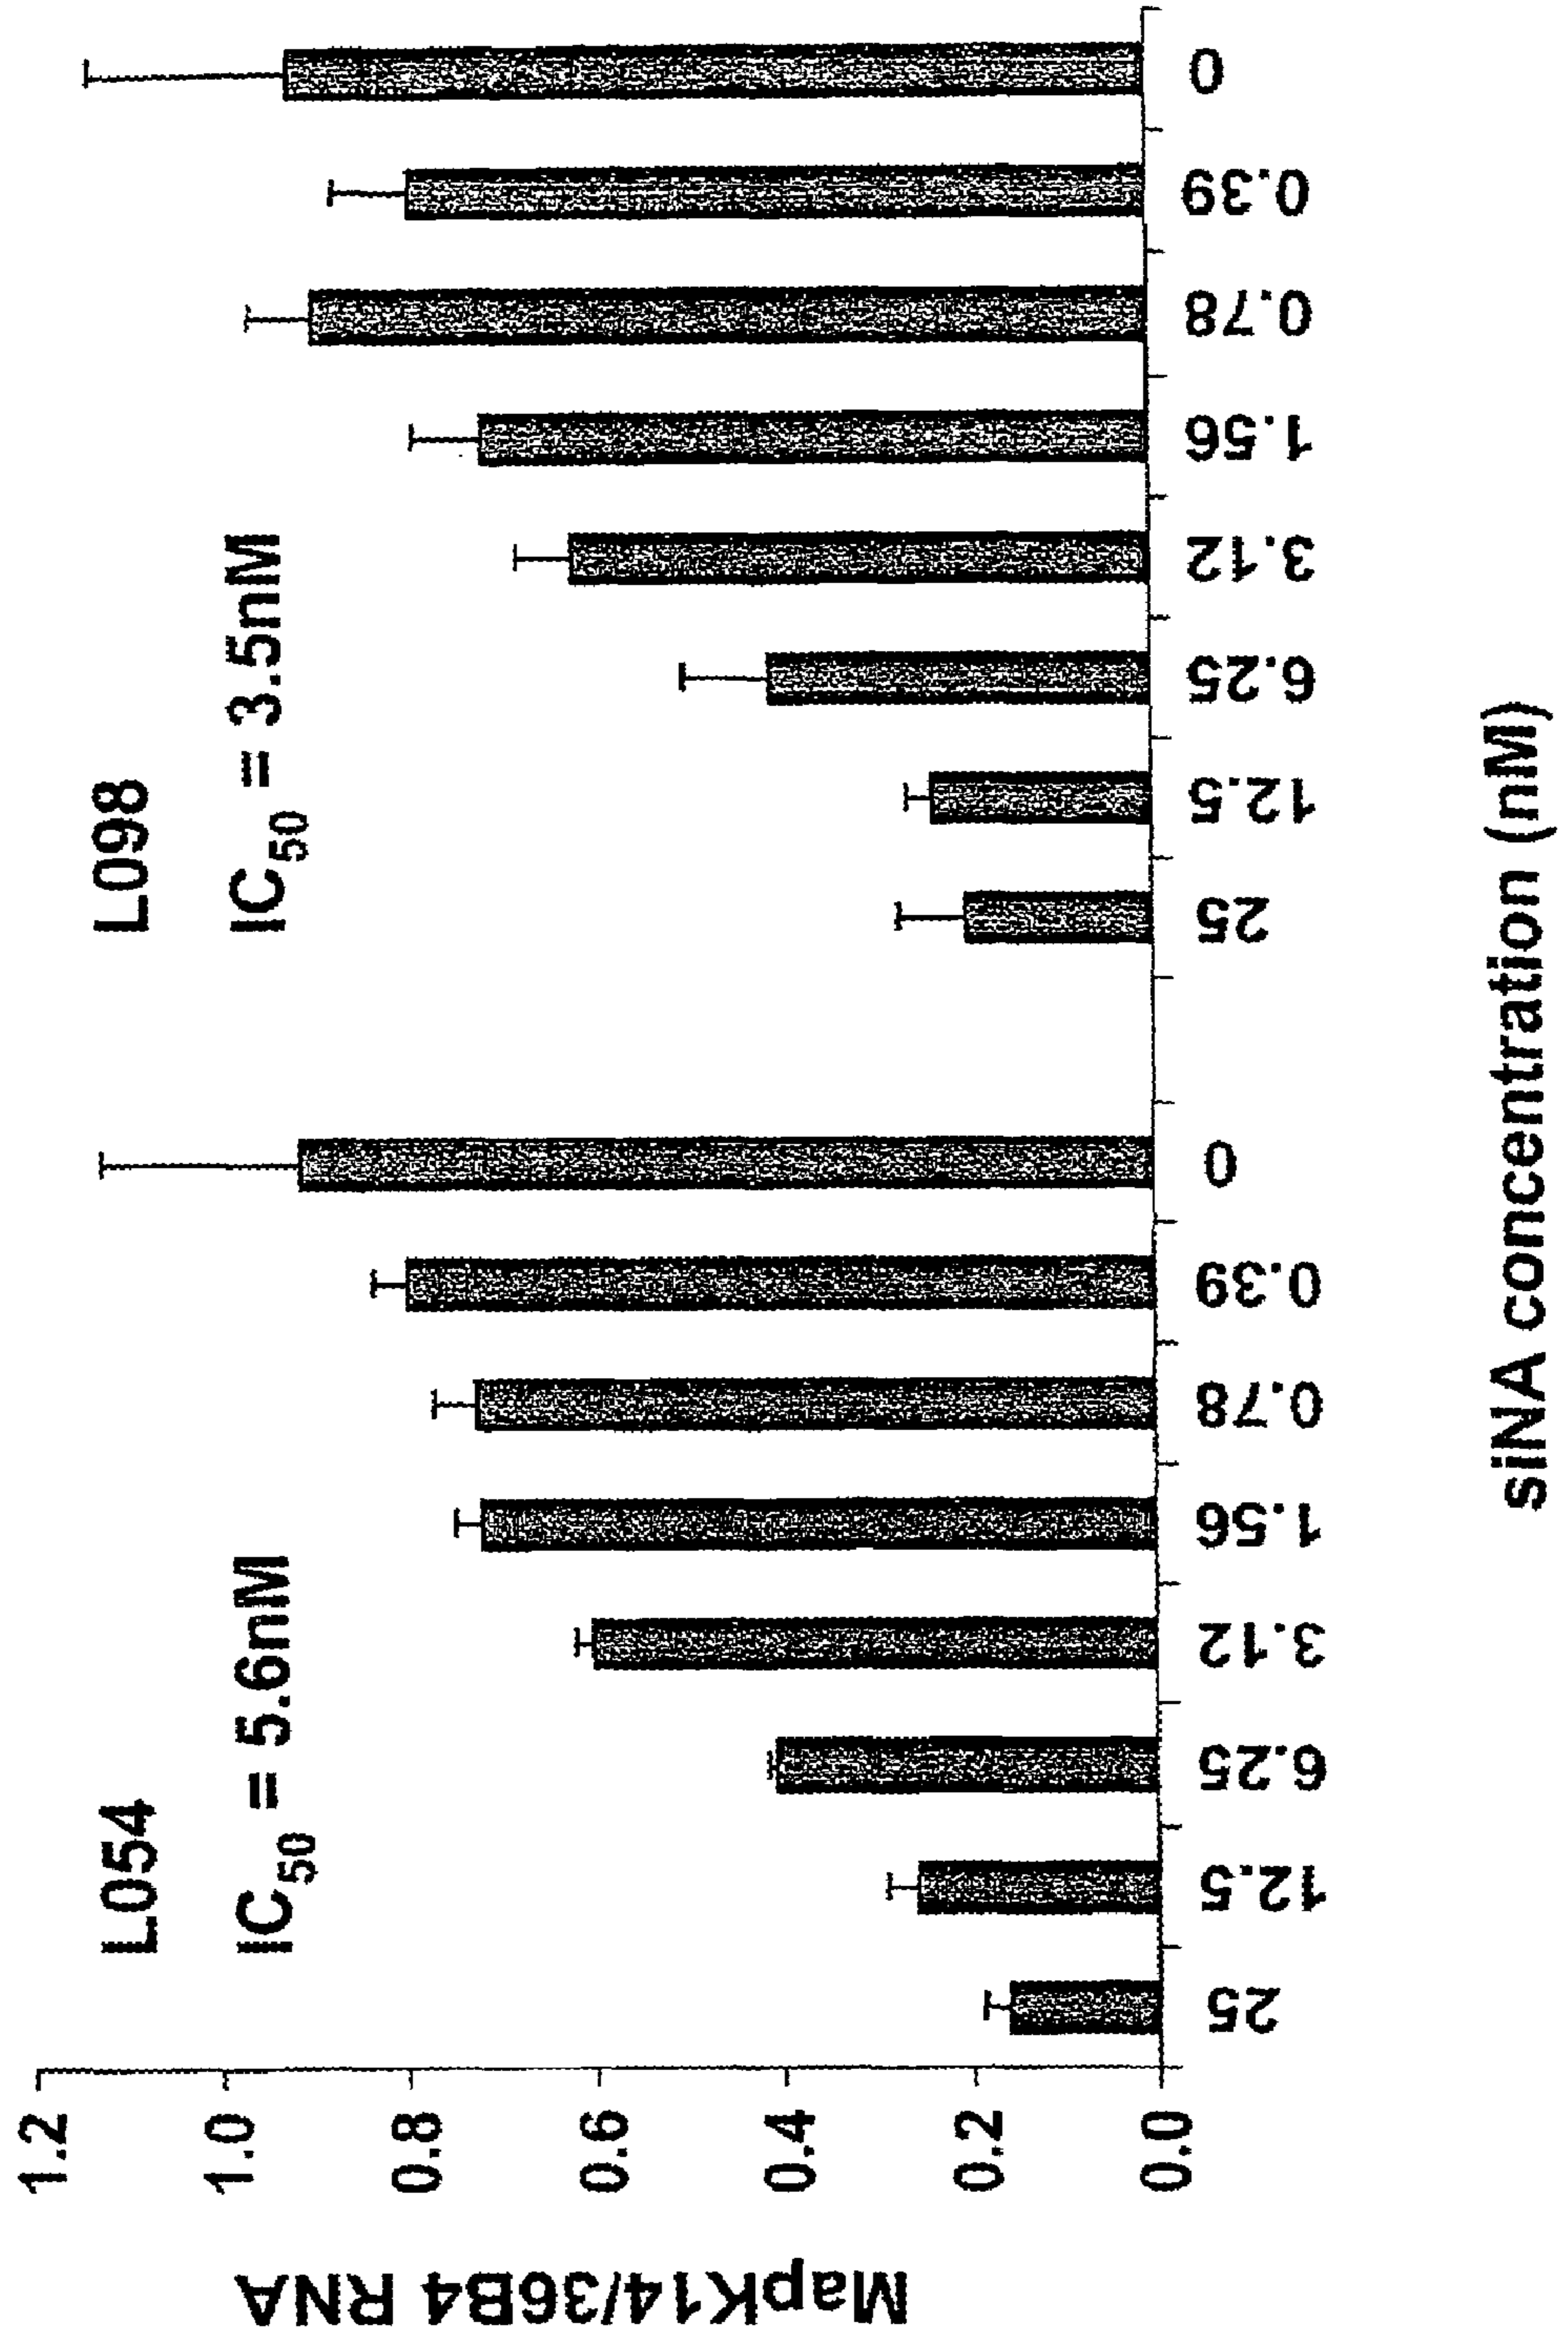 MapK14/36B4 RNA
1.2
1.0
0.8
0.6
0.4
0.2
0.0
L054
IC50 = 5.6nM
L098
IC50 = 3.5nM
25 12.5 6.25 3.12 1.56 0.78 0.39 0 25 12.5 6.25 3.12 1.56 0.78 0.39 0
siNA concentration (nM)